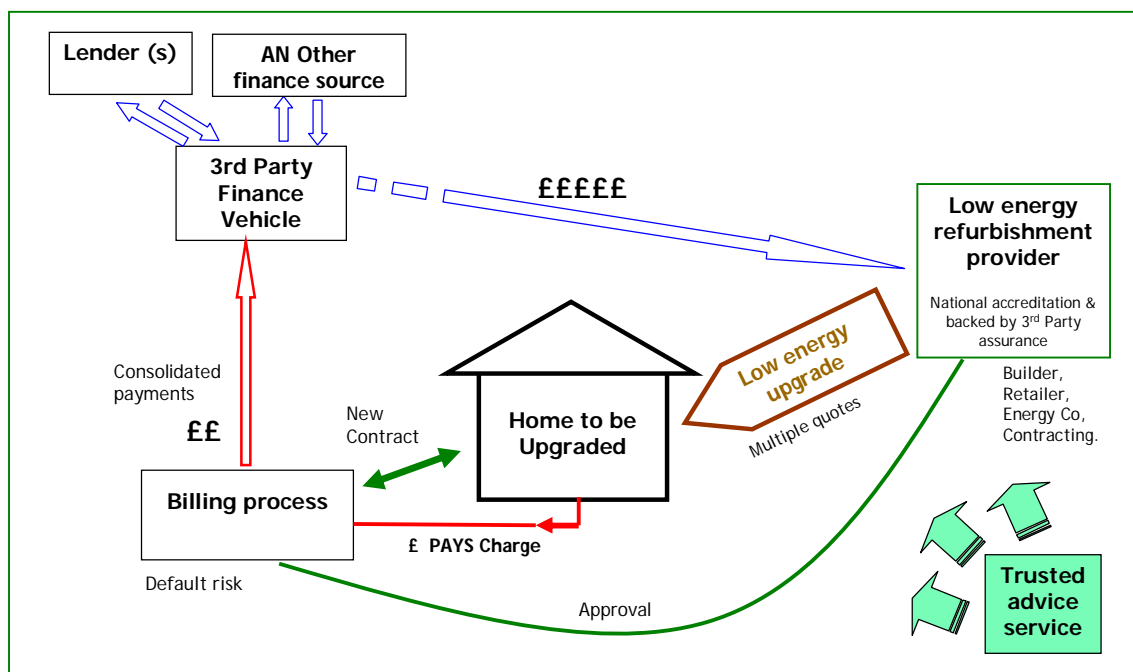 Lender (s)
AN Other
finance source
3rd Party
Finance
Vehicle
£££££
Low energy
refurbishment
provider
National accreditation &
backed by 3rd Party
assurance
Builder,
Retailer,
Energy Co,
Contracting.
Low energy
upgrade
Multiple quotes
Consolidated
payments
££
New
Contract
Home to be
Upgraded
Billing process
£ PAYS Charge
Default risk
Approval
Trusted
advice
service